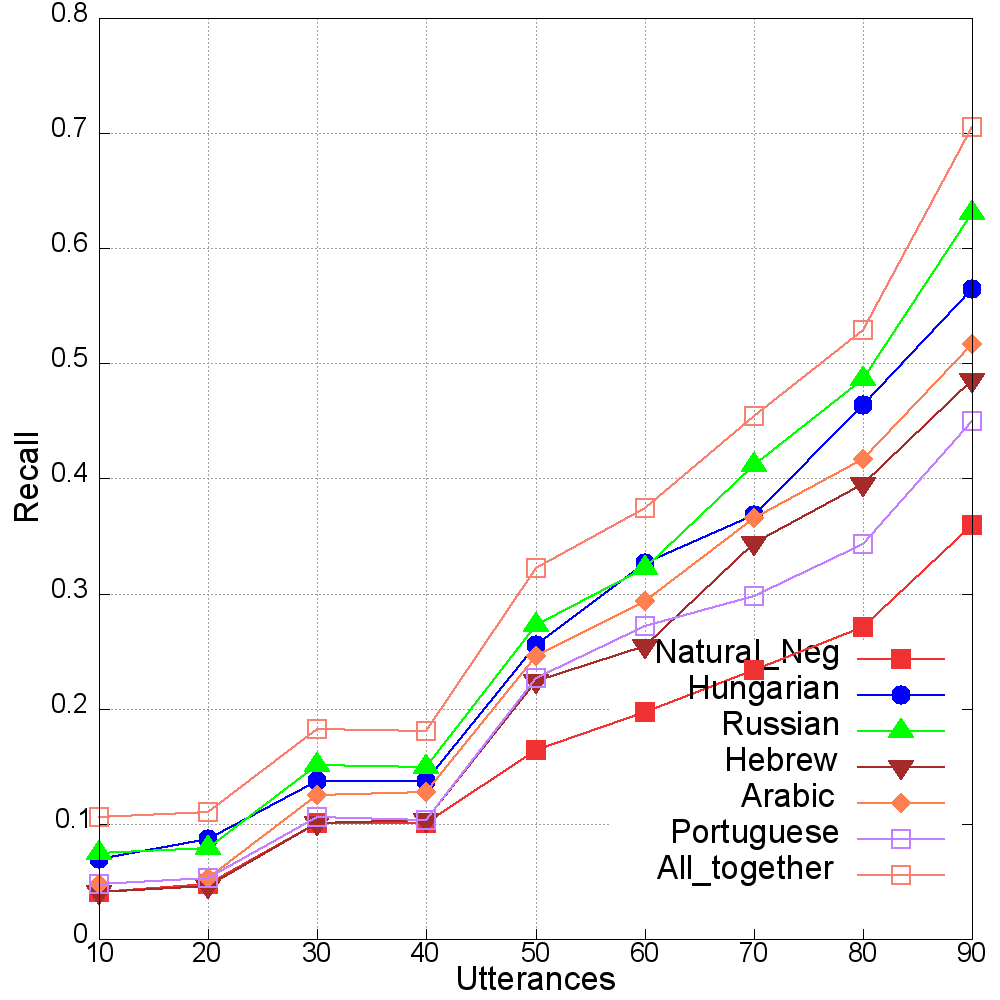 0.8
0.7
0.6
0.5
0.4
0.3
0.2
0.1
0
Recall
Natural_Neg
Hungarian
Russian
Hebrew
Arabic
Portuguese
All_together
10 20 30 40 50 60 70 80 90
Utterances